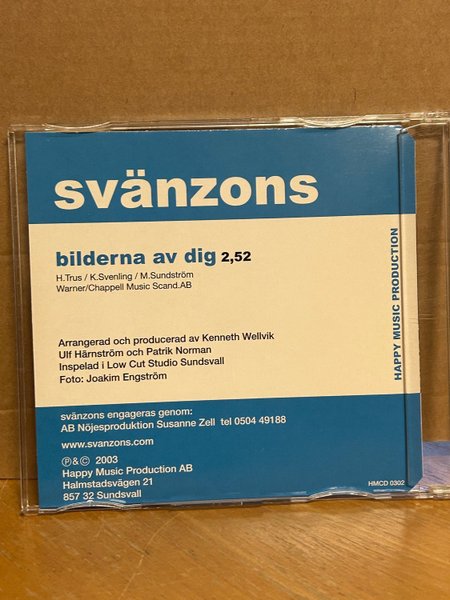 svänzons
bilderna av dig 2,52
H.Trus / K.Svenling / M.Sundström
Warner/Chappell Music Scand.AB
Arrangerad och producerad av Kenneth Wellvik
Ulf Härnström och Patrik Norman
Inspelad i Low Cut Studio Sundsvall
Foto: Joakim Engström
HAPPY MUSIC PRODUCTION
svänzons engageras genom:
AB Nöjesproduktion Susanne Zell tel 0504 49188
www.svanzons.com
℗&© 2003
Happy Music Production AB
Halmstadsvägen 21
857 32 Sundsvall
HMCD 0302